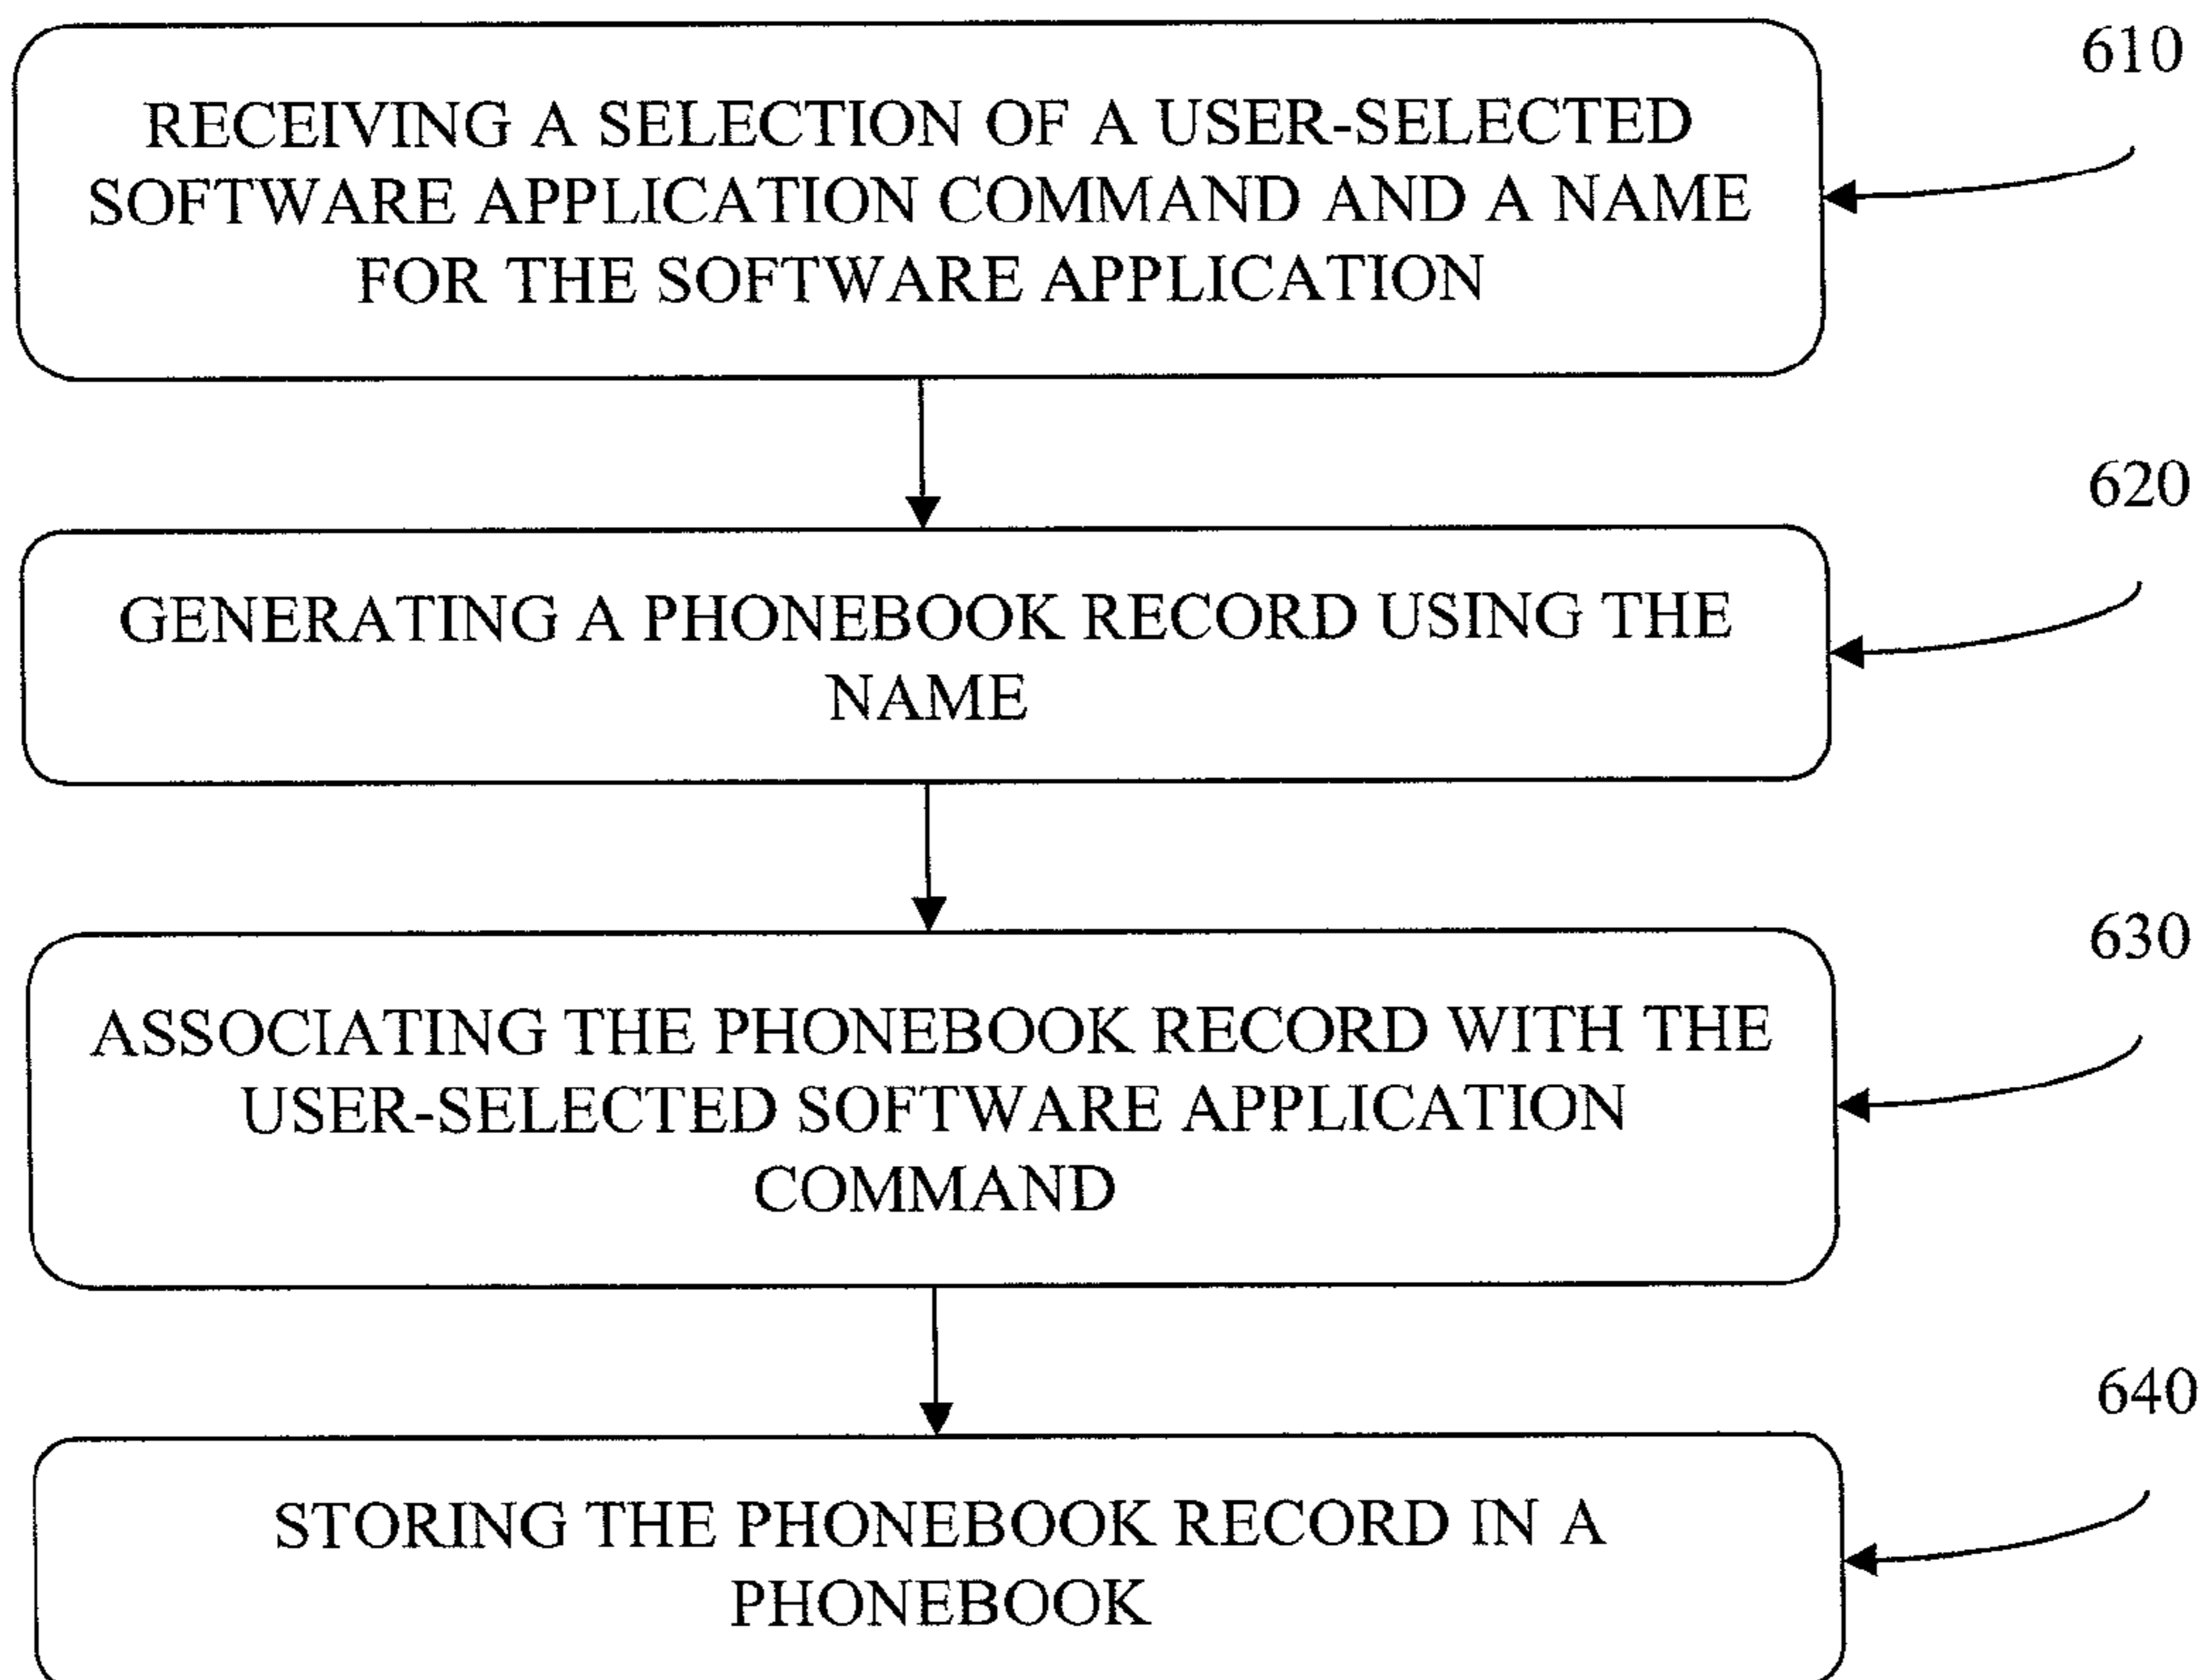 610
RECEIVING A SELECTION OF A USER-SELECTED
SOFTWARE APPLICATION COMMAND AND A NAME
FOR THE SOFTWARE APPLICATION
620
GENERATING A PHONEBOOK RECORD USING THE
NAME
630
ASSOCIATING THE PHONEBOOK RECORD WITH THE
USER-SELECTED SOFTWARE APPLICATION
COMMAND
640
STORING THE PHONEBOOK RECORD IN A
PHONEBOOK